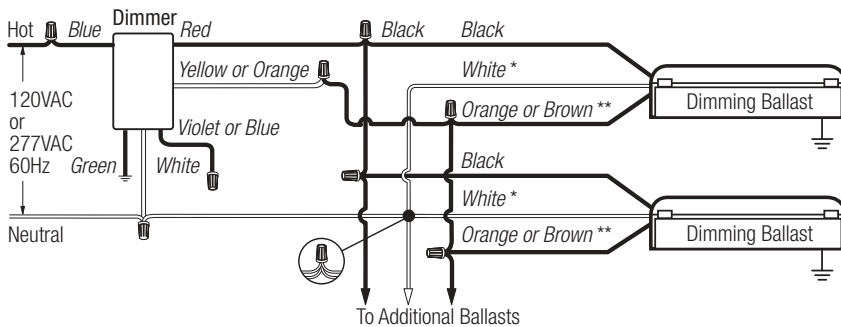 Dimmer
Hot
Blue
Red
Black
Black
Yellow or Orange
White *
Orange or Brown **
Dimming Ballast
120VAC
or
277VAC
60Hz
Violet or Blue
Green
White
Black
White *
Neutral
Orange or Brown **
Dimming Ballast
To Additional Ballasts